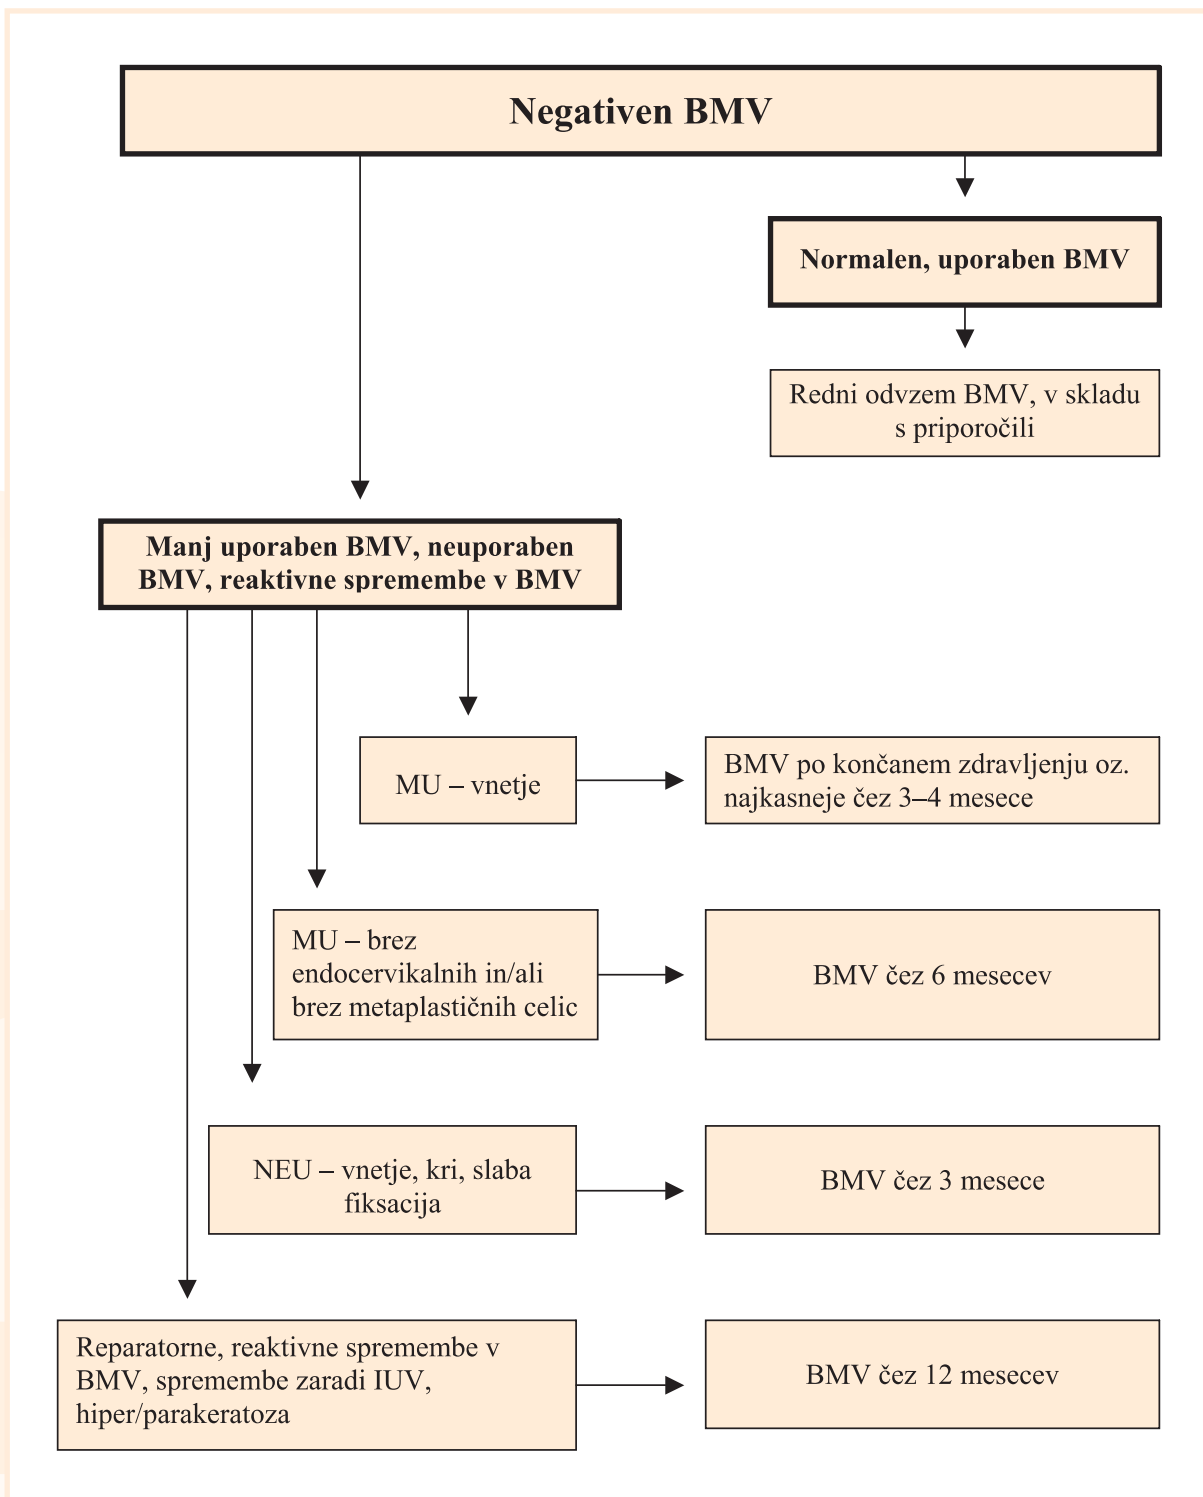 Negativen BMV
Normalen, uporaben BMV
Redni odvzem BMV, v skladu
s priporočili
Manj uporaben BMV, neuporaben
BMV, reaktivne spremembe v BMV
MU – vnetje
BMV po končanem zdravljenju oz.
najkasneje čez 3–4 mesece
MU – brez
endocervikalnih in/ali
brez metaplastičnih celic
BMV čez 6 mesecev
NEU – vnetje, kri, slaba
fiksacija
BMV čez 3 mesece
Reparatorne, reaktivne spremembe v
BMV, spremembe zaradi IUV,
hiper/parakeratoza
BMV čez 12 mesecev